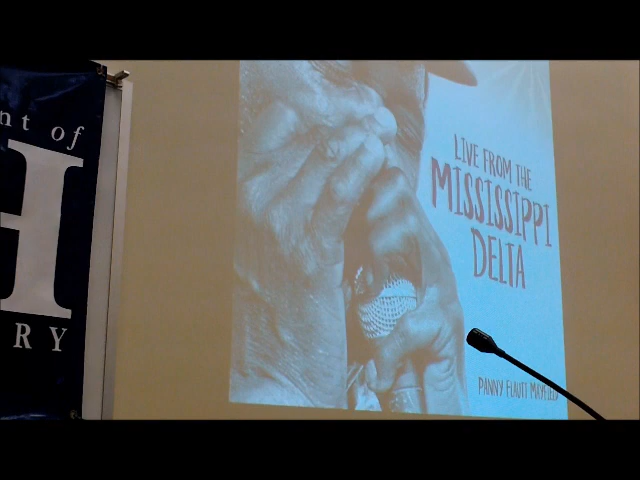 nt of
H
RY
LIVE FROM THE
MISSISSIPPI
DELTA
PANNY FLAUTT MAYFIELD